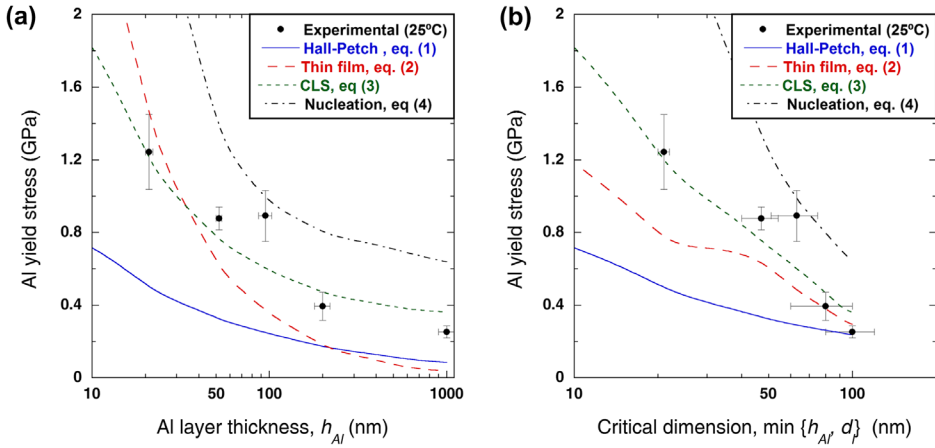 (a)
Experimental (25ºC)
Hall-Petch , eq. (1)
Thin film, eq. (2)
CLS, eq (3)
Nucleation, eq (4)
2
1.6
1.2
0.8
0.4
0
Al yield stress (GPa)
10
50
100
500
1000
Al layer thickness, hAl (nm)
(b)
Experimental (25ºC)
Hall-Petch, eq. (1)
Thin film, eq. (2)
CLS, eq (3)
Nucleation, eq. (4)
2
1.6
1.2
0.8
0.4
0
Al yield stress (GPa)
10
50
100
Critical dimension, min {hAl, d} (nm)